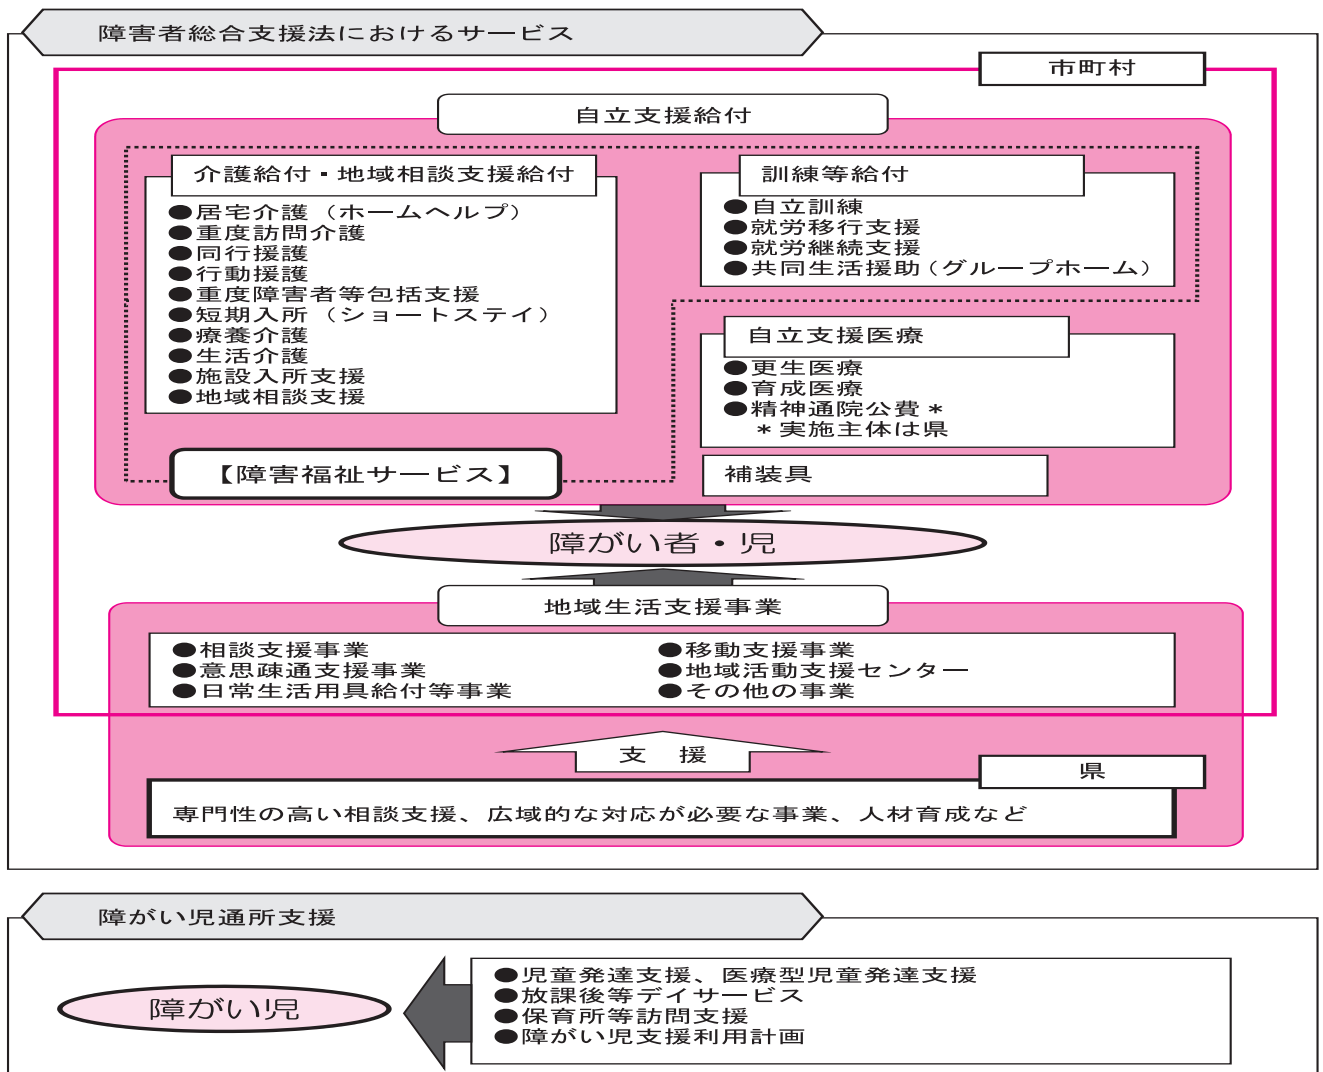 障害者総合支援法におけるサービス
市町村
自立支援給付
介護給付・地域相談支援給付
●居宅介護（ホームヘルプ）
●重度訪問介護
●同行援護
●行動援護
●重度障害者等包括支援
●短期入所（ショートステイ）
●療養介護
●生活介護
●施設入所支援
●地域相談支援
訓練等給付
●自立訓練
●就労移行支援
●就労継続支援
●共同生活援助（グループホーム）
自立支援医療
●更生医療
●育成医療
●精神通院公費＊
＊実施主体は県
【障害福祉サービス】
補装具
障がい者・児
地域生活支援事業
●相談支援事業
●意思疎通支援事業
●日常生活用具給付等事業
●移動支援事業
●地域活動支援センター
●その他の事業
支　援
県
専門性の高い相談支援、広域的な対応が必要な事業、人材育成など
障がい児通所支援
障がい児
●児童発達支援、医療型児童発達支援
●放課後等デイサービス
●保育所等訪問支援
●障がい児支援利用計画